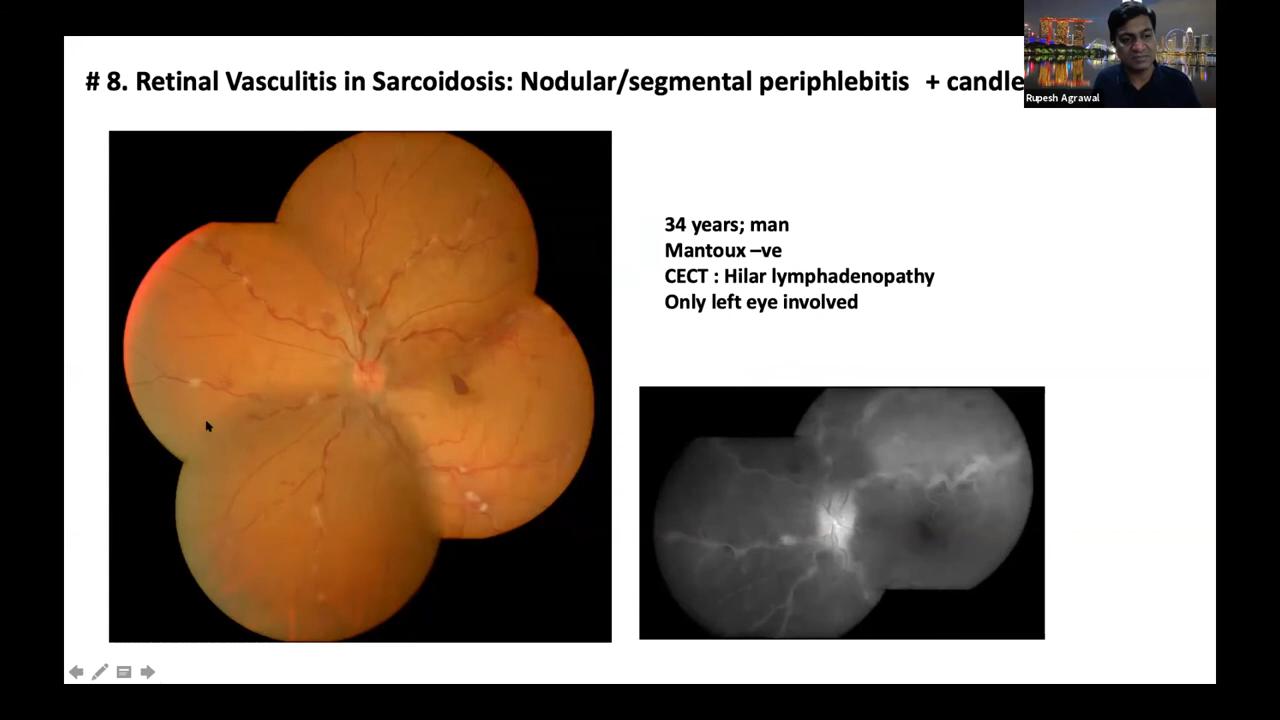 # 8. Retinal Vasculitis in Sarcoidosis: Nodular/segmental periphlebitis + candle
Rupesh Agrawal
34 years; man
Mantoux –ve
CECT : Hilar lymphadenopathy
Only left eye involved